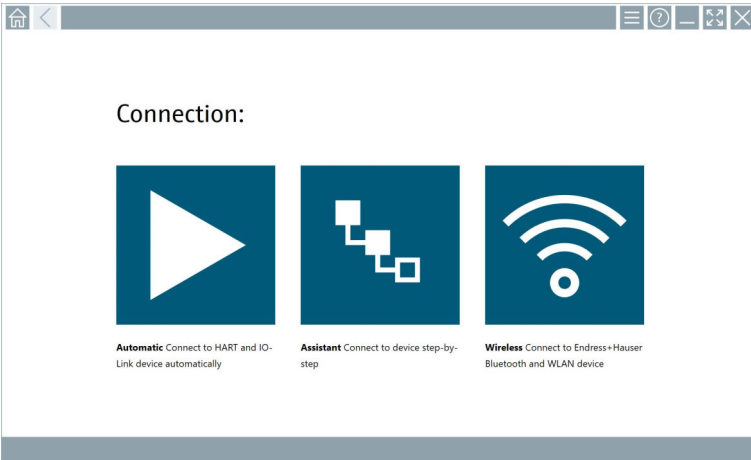 Connection:
Automatic Connect to HART and IO-
Link device automatically
Assistant Connect to device step-by-
step
Wireless Connect to Endress+Hauser
Bluetooth and WLAN device